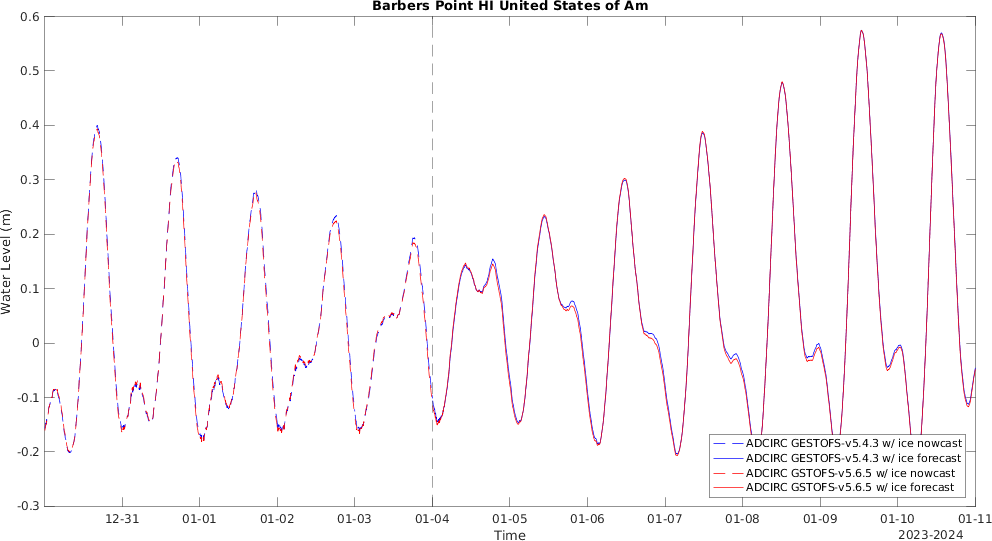 Barbers Point HI United States of Am
Water Level (m)
0.6
0.5
0.4
0.3
0.2
0.1
0
-0.1
-0.2
-0.3
ADCIRC GESTOFS-v5.4.3 w/ ice nowcast
ADCIRC GESTOFS-v5.4.3 w/ ice forecast
ADCIRC GSTOFS-v5.6.5 w/ ice nowcast
ADCIRC GSTOFS-v5.6.5 w/ ice forecast
12-31 01-01 01-02 01-03 01-04 01-05 01-06 01-07 01-08 01-09 01-10 01-11
Time
2023-2024